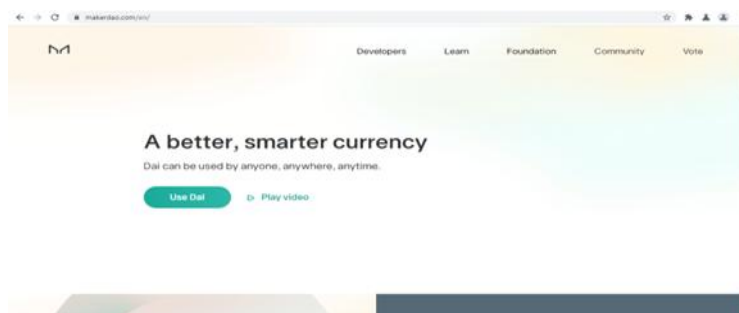 makerdao.com/en/
Developers Learn Foundation Community Vote
A better, smarter currency
Dai can be used by anyone, anywhere, anytime.
Use Dai Play video